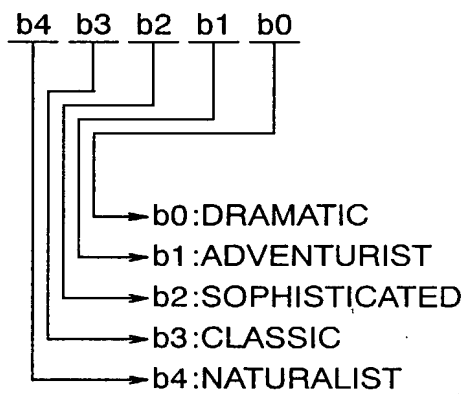 b4 b3 b2 b1 b0
b0:DRAMATIC
b1:ADVENTURIST
b2:SOPHISTICATED
b3:CLASSIC
b4:NATURALIST